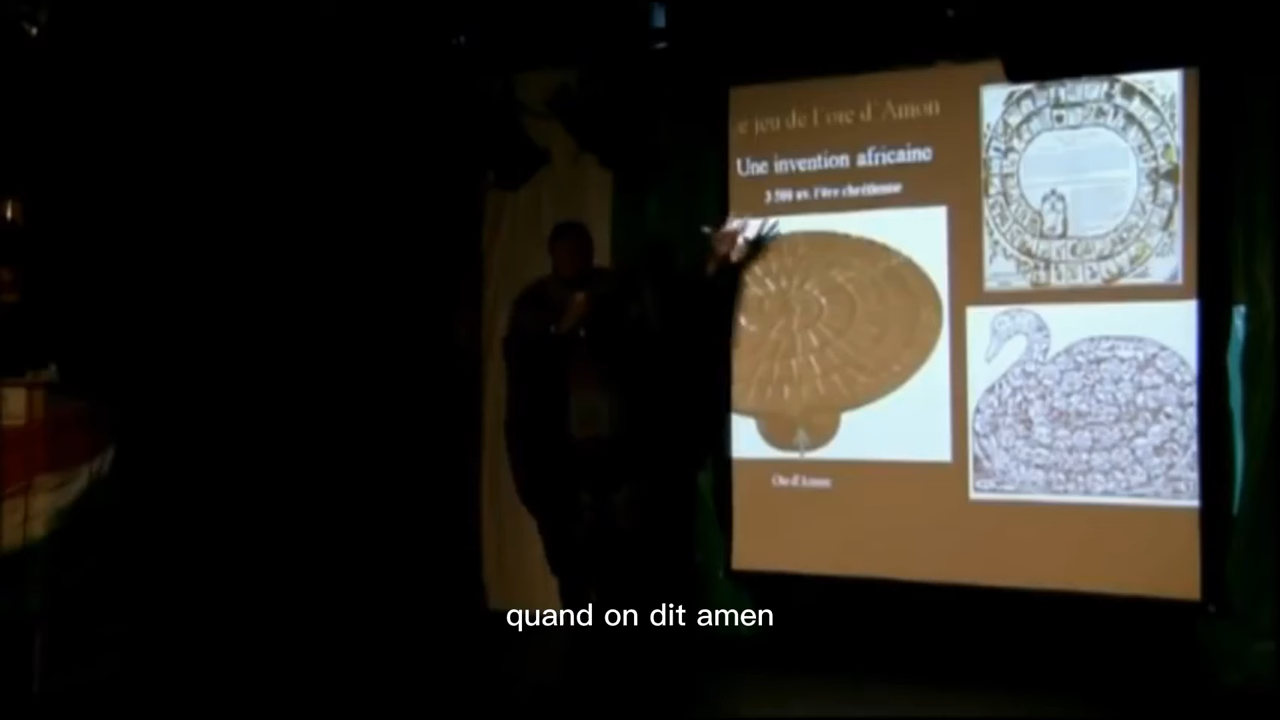 e jeu de l'oie d'Amon
Une invention africaine
3 500 av. l'ère chrétienne
Oie d'Amon
quand on dit amen